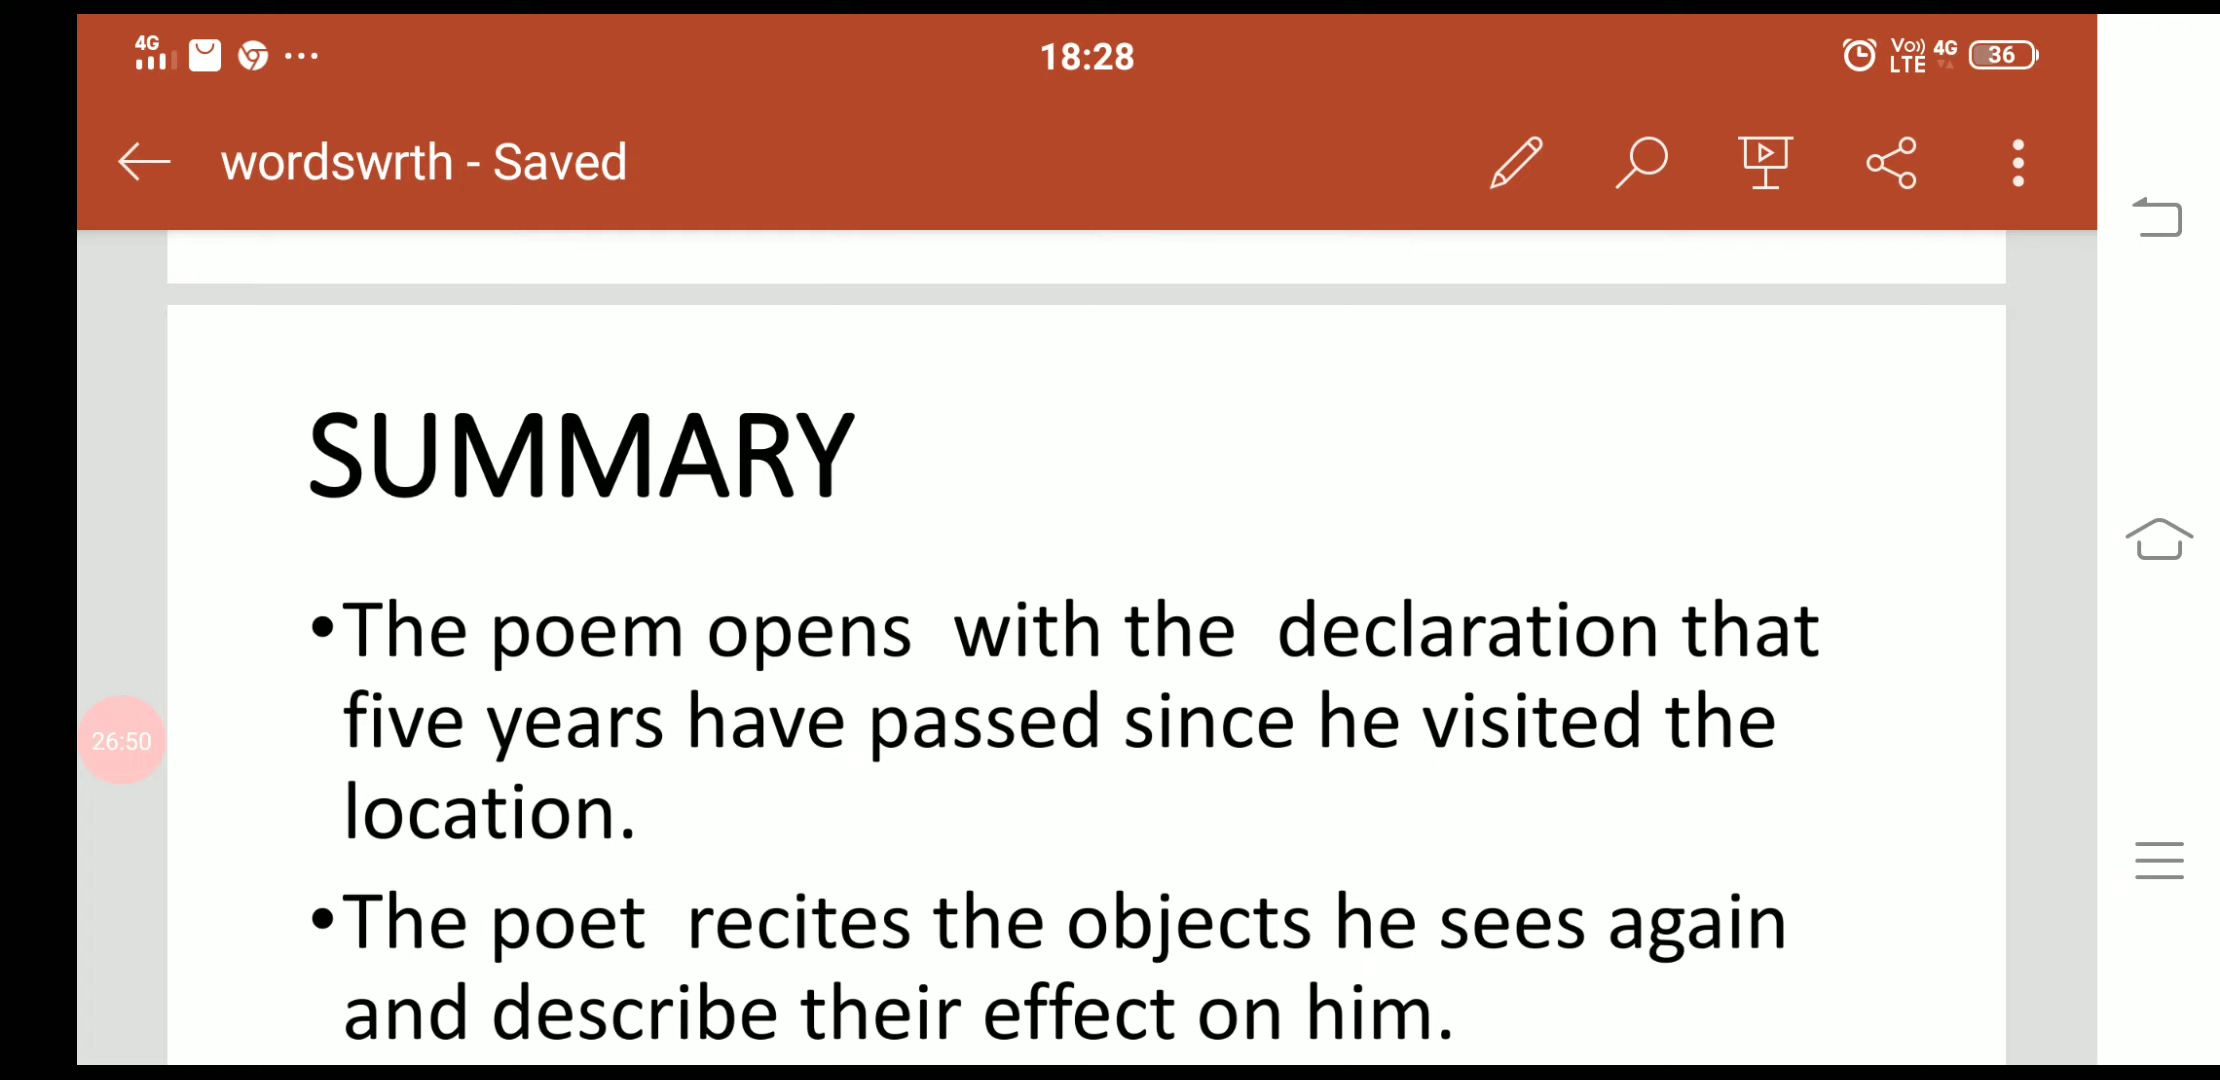 4G 18:28 Vo)) LTE 4G 36
wordswrth - Saved
SUMMARY
•The poem opens  with the  declaration that
five years have passed since he visited the
location.
26:50
•The poet  recites the objects he sees again
and describe their effect on him.